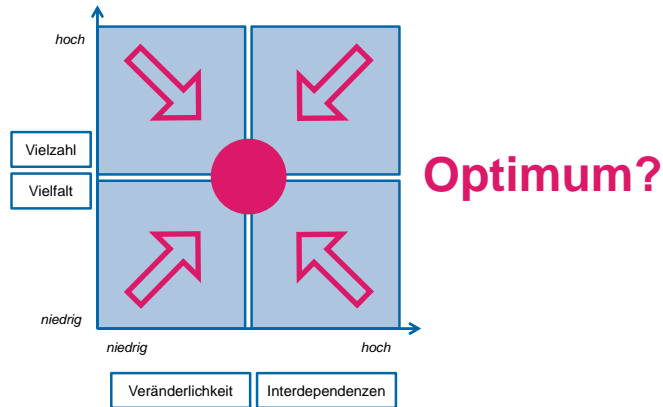 hoch
Vielzahl
Vielfalt
Optimum?
niedrig
niedrig hoch
Veränderlichkeit Interdependenzen